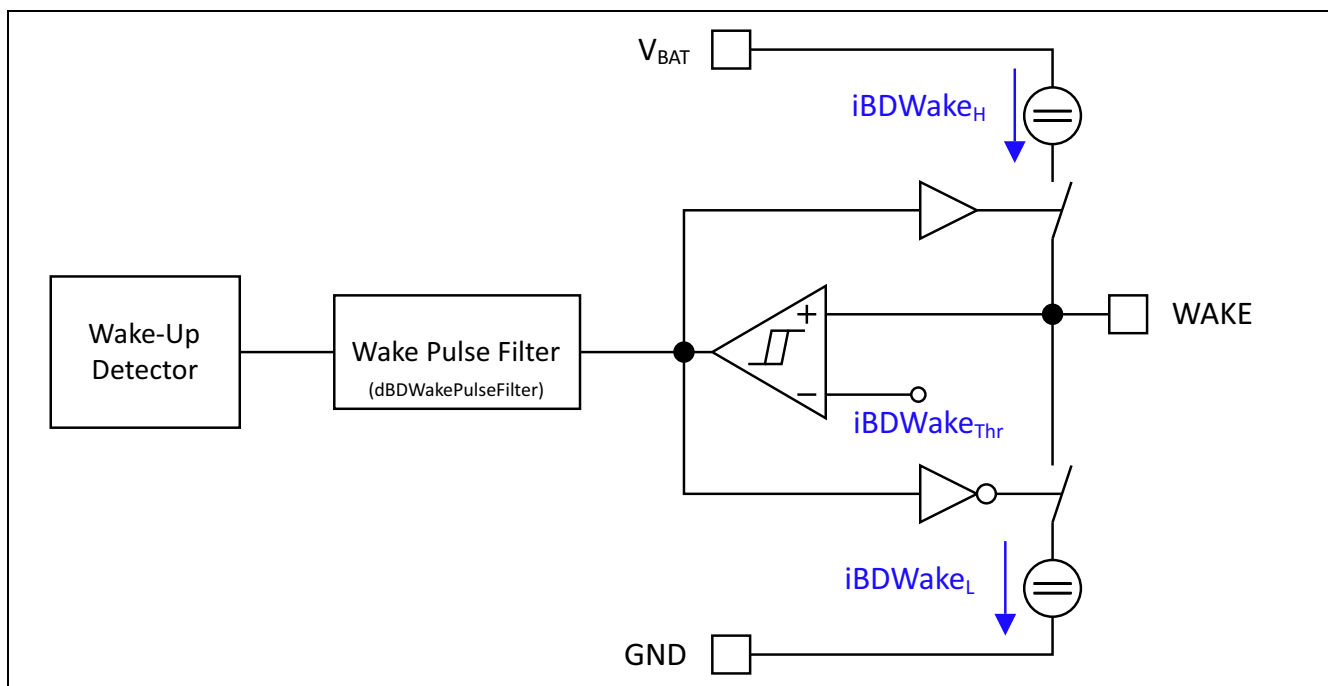 VBAT
iBDWakeH
Wake-Up
Detector
Wake Pulse Filter
(dBDWakePulseFilter)
+
WAKE
−
iBDWakeThr
iBDWakeL
GND